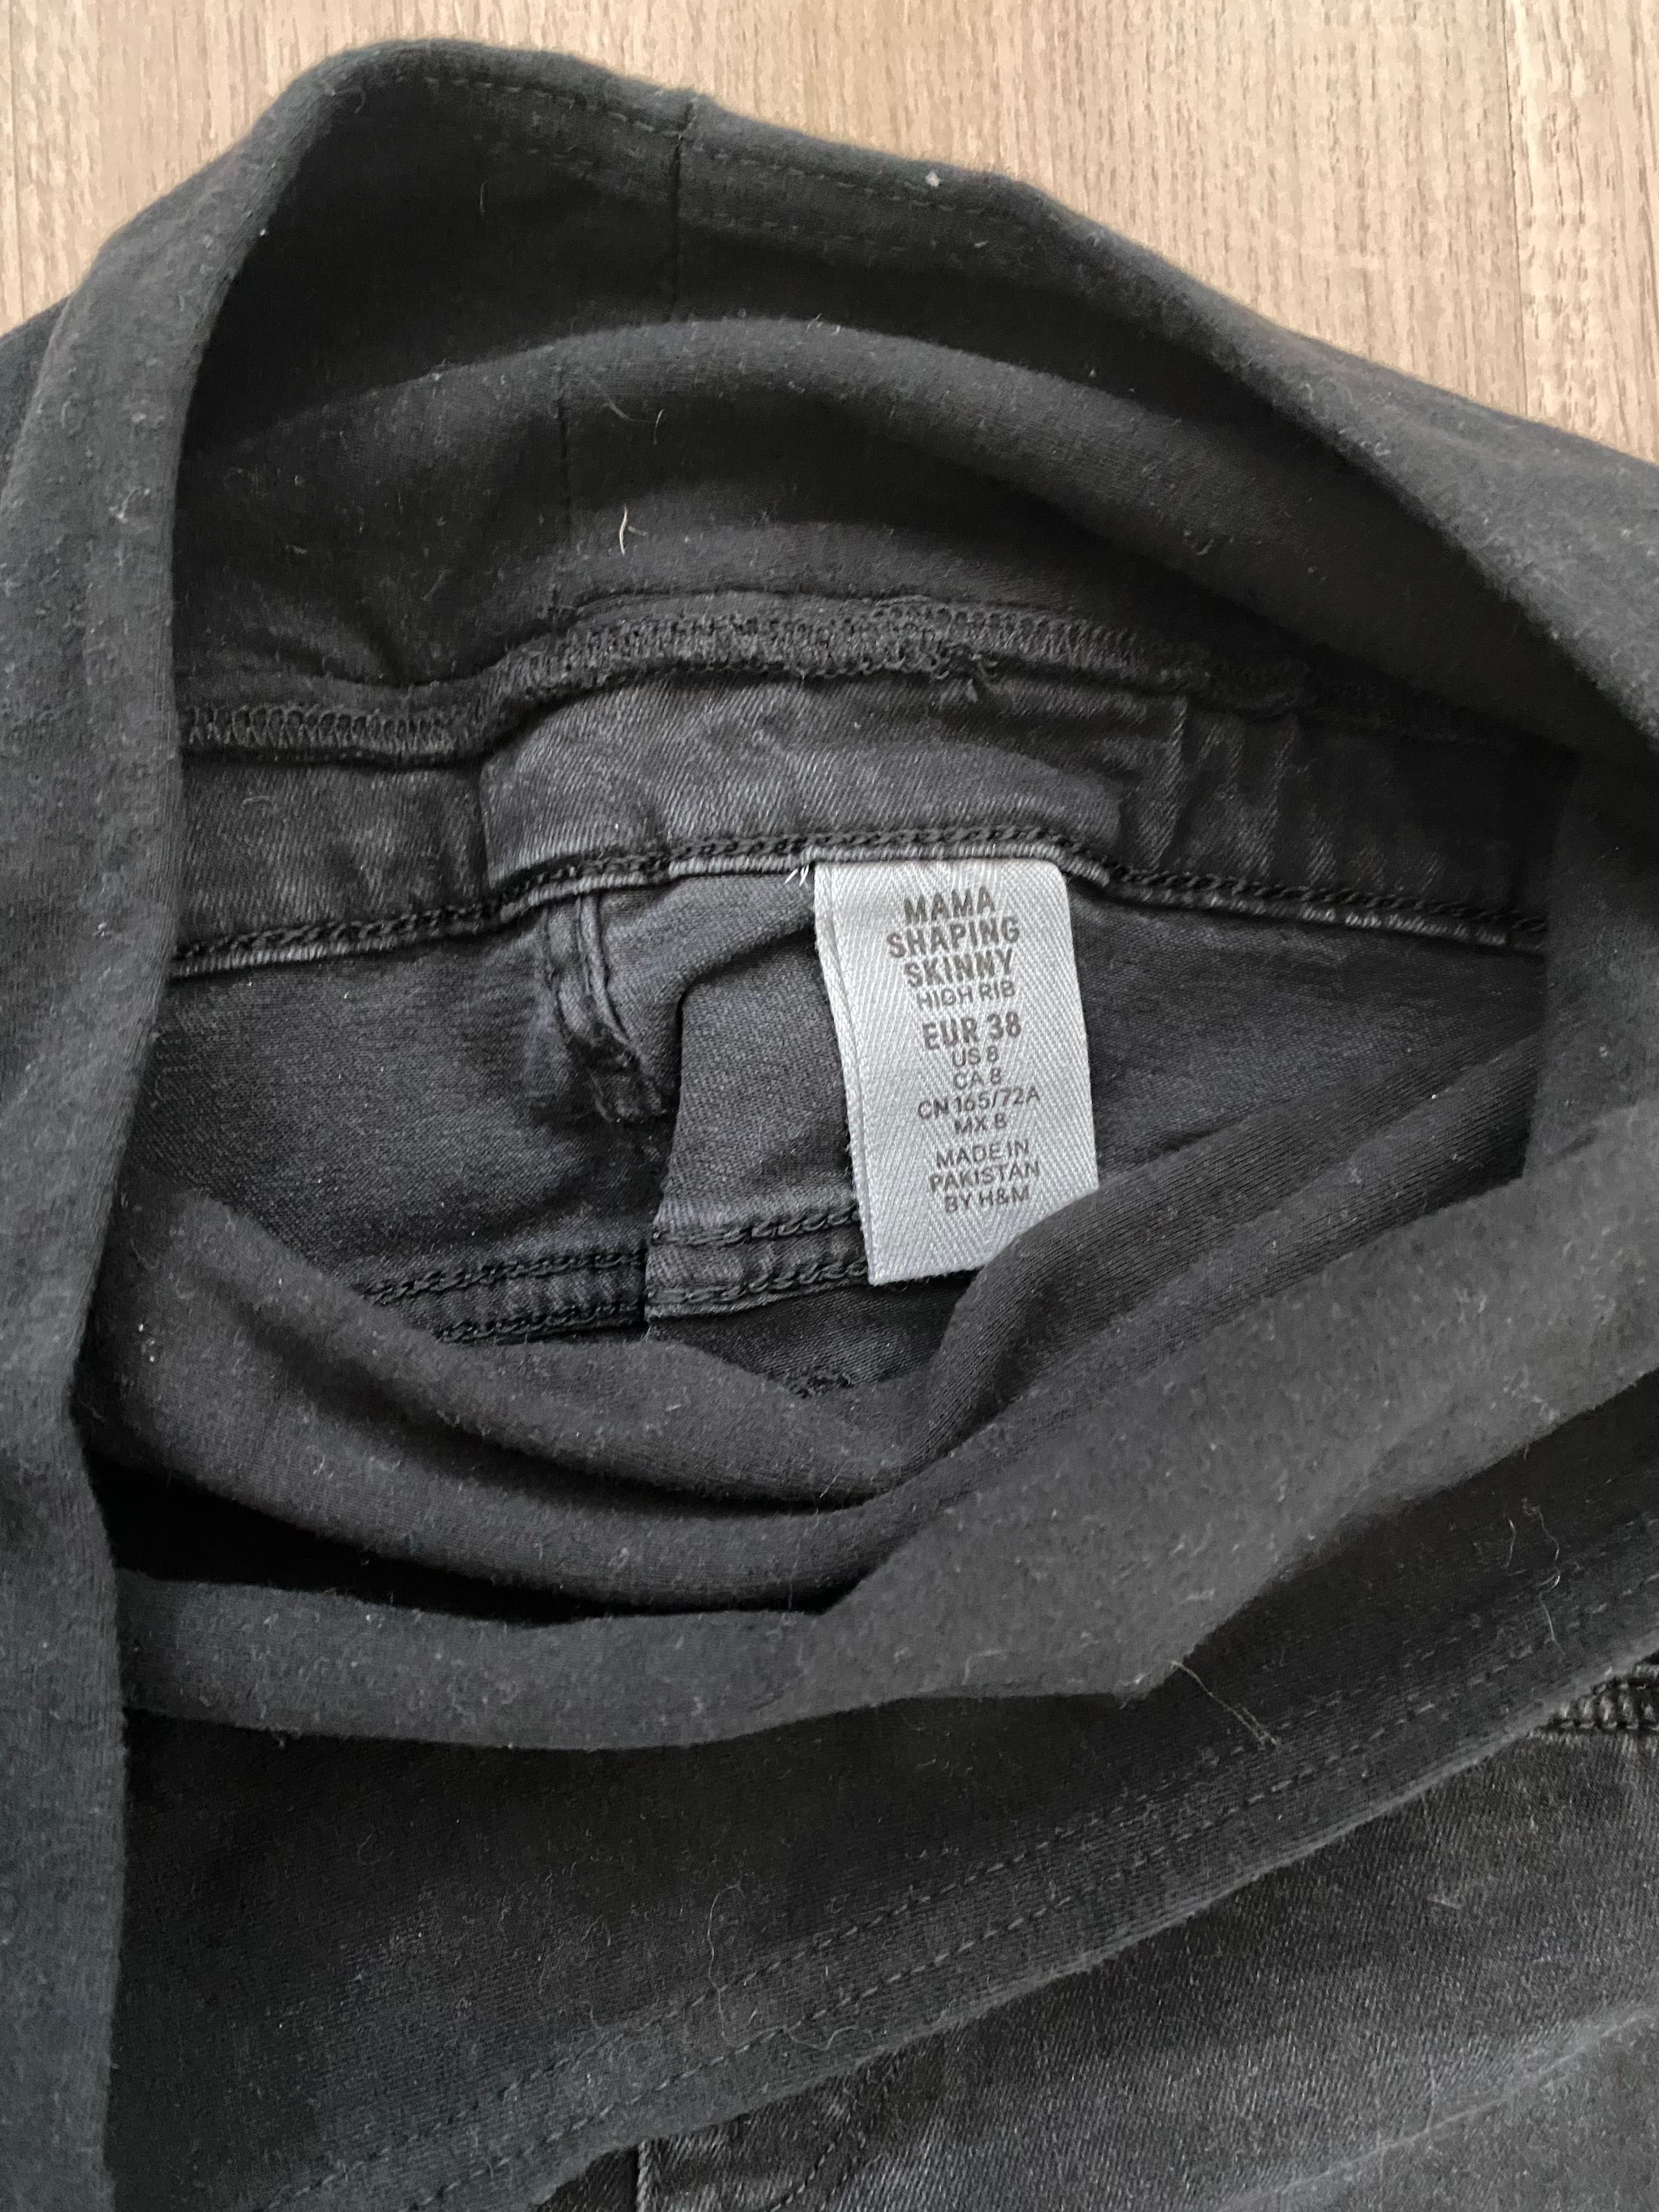 MAMA
SHAPING
SKINNY
HIGH RIB
EUR 38
US 8
CA 8
CN 165/72A
MX 8
MADE IN
PAKISTAN
BY H&M